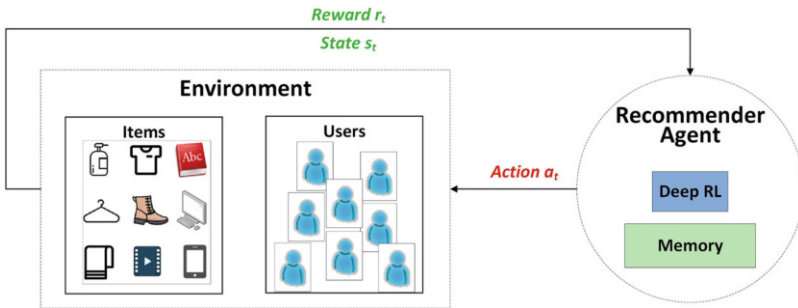 Reward r_t
State s_t
Environment
Items
Users
Abc
Action a_t
Recommender
Agent
Deep RL
Memory